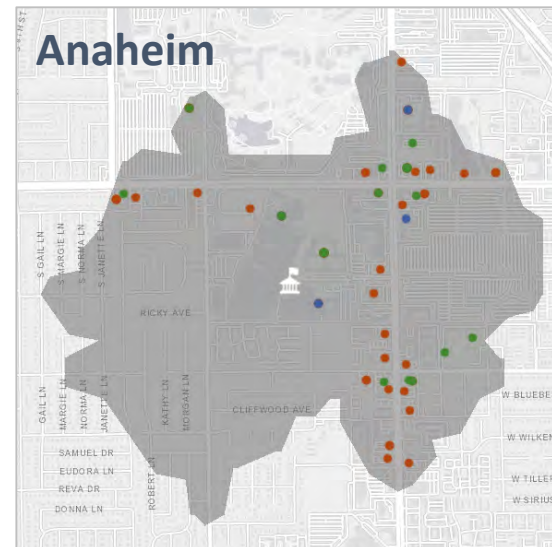 Anaheim
S GAIL LN
S MARGIE LN
S NORMA LN
S JANETTE LN
RICKY AVE
GAIL LN
MARGIE LN
NORMA LN
JANETTE LN
KATHY LN
MORGAN LN
CLIFFWOOD AVE
SAMUEL DR
EUDORA LN
REVA DR
DONNA LN
ROBERT LN
W BLUEBE
W WILKEN
W TILLER
W SIRIUS